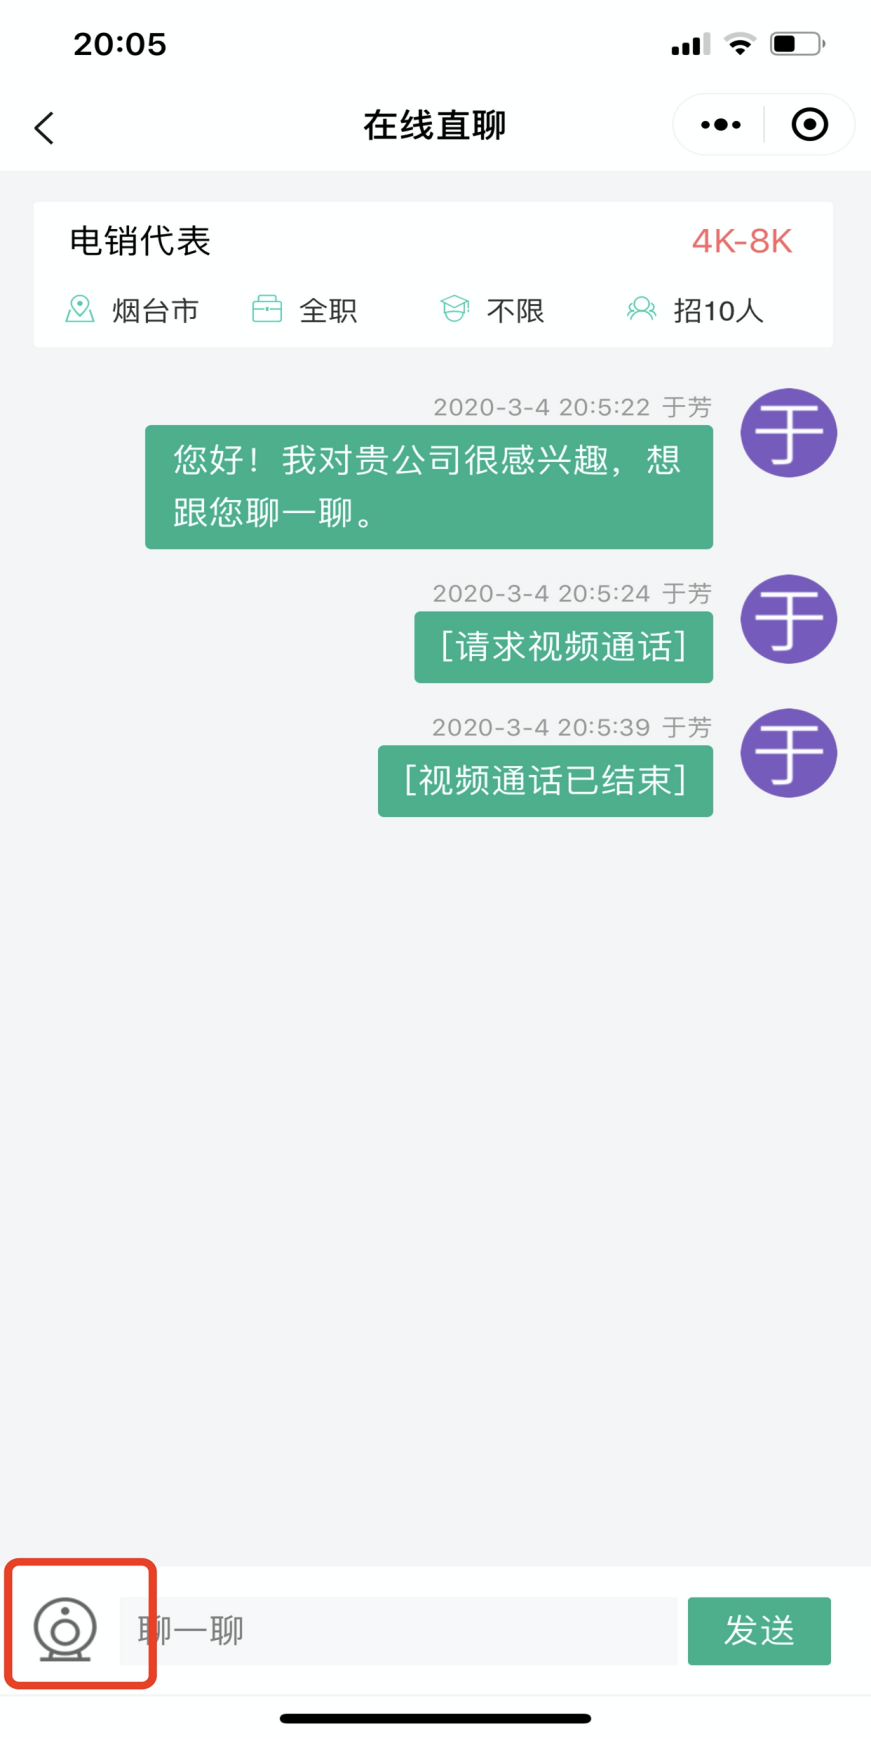 20:05
在线直聊
电销代表
4K-8K
烟台市 全职 不限 招10人
2020-3-4 20:5:22 于芳
于
您好！我对贵公司很感兴趣，想
跟您聊一聊。
2020-3-4 20:5:24 于芳
于
[请求视频通话]
2020-3-4 20:5:39 于芳
于
[视频通话已结束]
聊一聊
发送